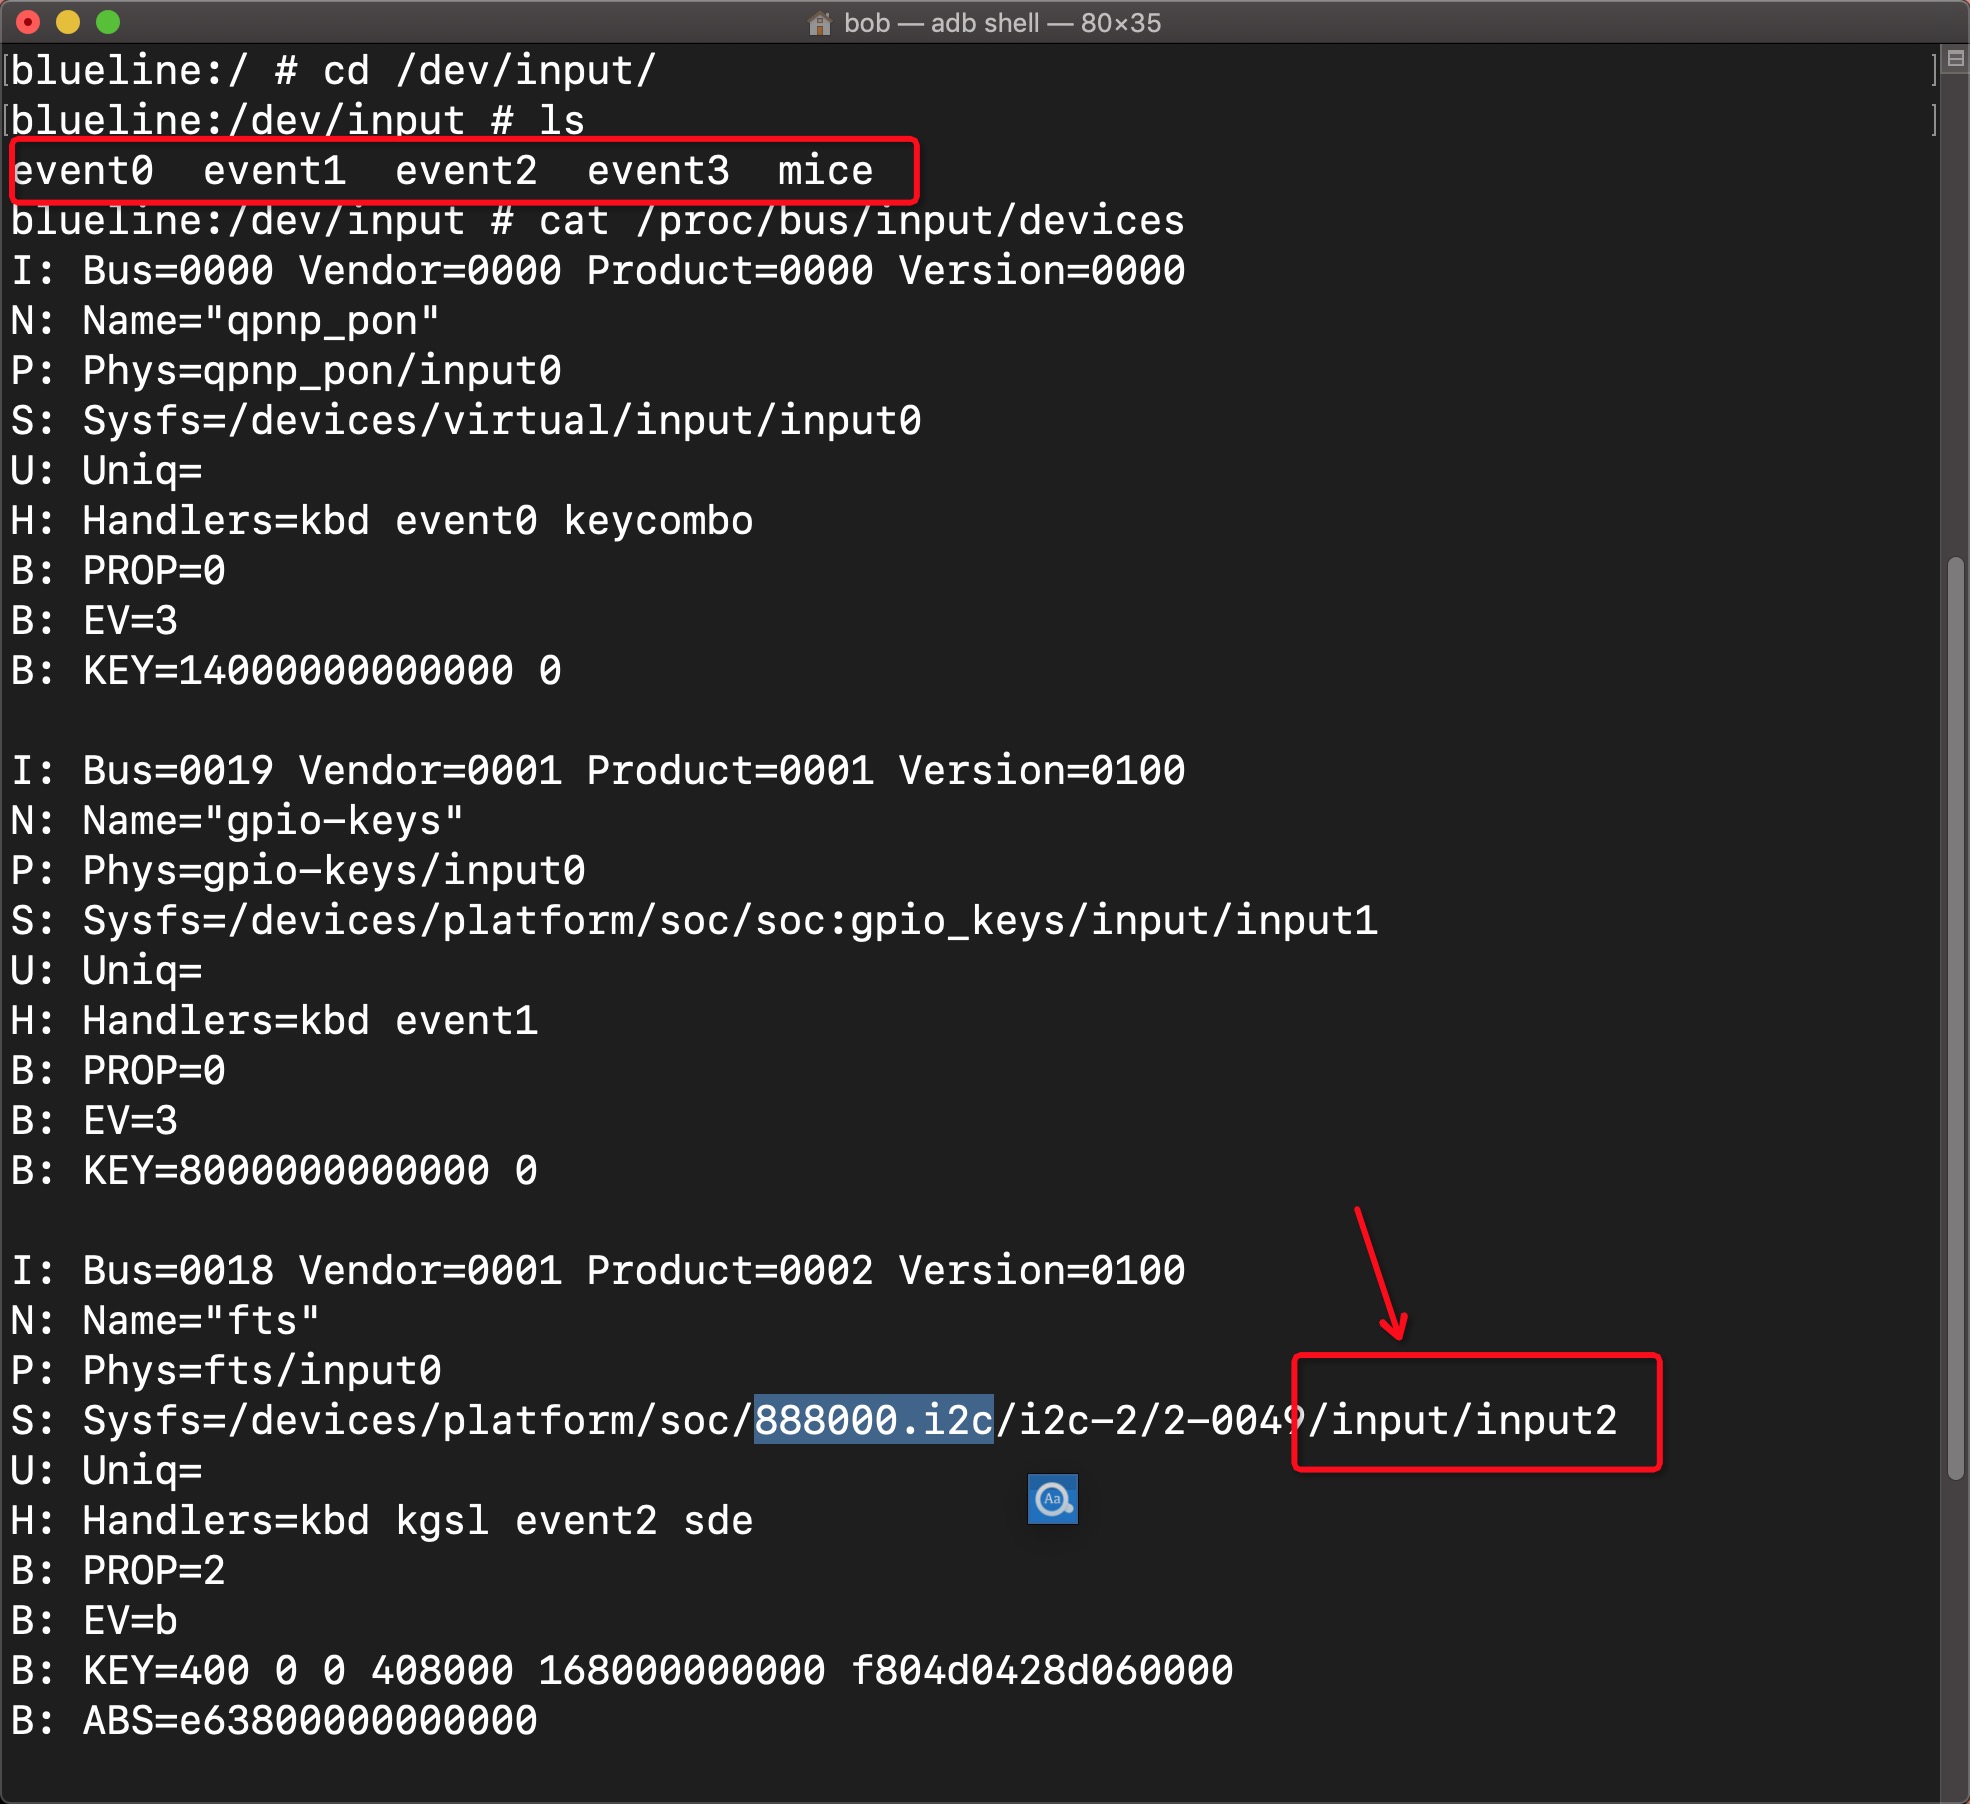 bob — adb shell — 80×35
blueline:/ # cd /dev/input/
blueline:/dev/input # ls
event0  event1  event2  event3  mice
blueline:/dev/input # cat /proc/bus/input/devices
I: Bus=0000 Vendor=0000 Product=0000 Version=0000
N: Name="qpnp_pon"
P: Phys=qpnp_pon/input0
S: Sysfs=/devices/virtual/input/input0
U: Uniq=
H: Handlers=kbd event0 keycombo
B: PROP=0
B: EV=3
B: KEY=14000000000000 0
I: Bus=0019 Vendor=0001 Product=0001 Version=0100
N: Name="gpio-keys"
P: Phys=gpio-keys/input0
S: Sysfs=/devices/platform/soc/soc:gpio_keys/input/input1
U: Uniq=
H: Handlers=kbd event1
B: PROP=0
B: EV=3
B: KEY=8000000000000 0
I: Bus=0018 Vendor=0001 Product=0002 Version=0100
N: Name="fts"
P: Phys=fts/input0
S: Sysfs=/devices/platform/soc/888000.i2c/i2c-2/2-0049/input/input2
U: Uniq=
H: Handlers=kbd kgsl event2 sde
B: PROP=2
B: EV=b
B: KEY=400 0 0 408000 168000000000 f804d0428d060000
B: ABS=e63800000000000
Aa